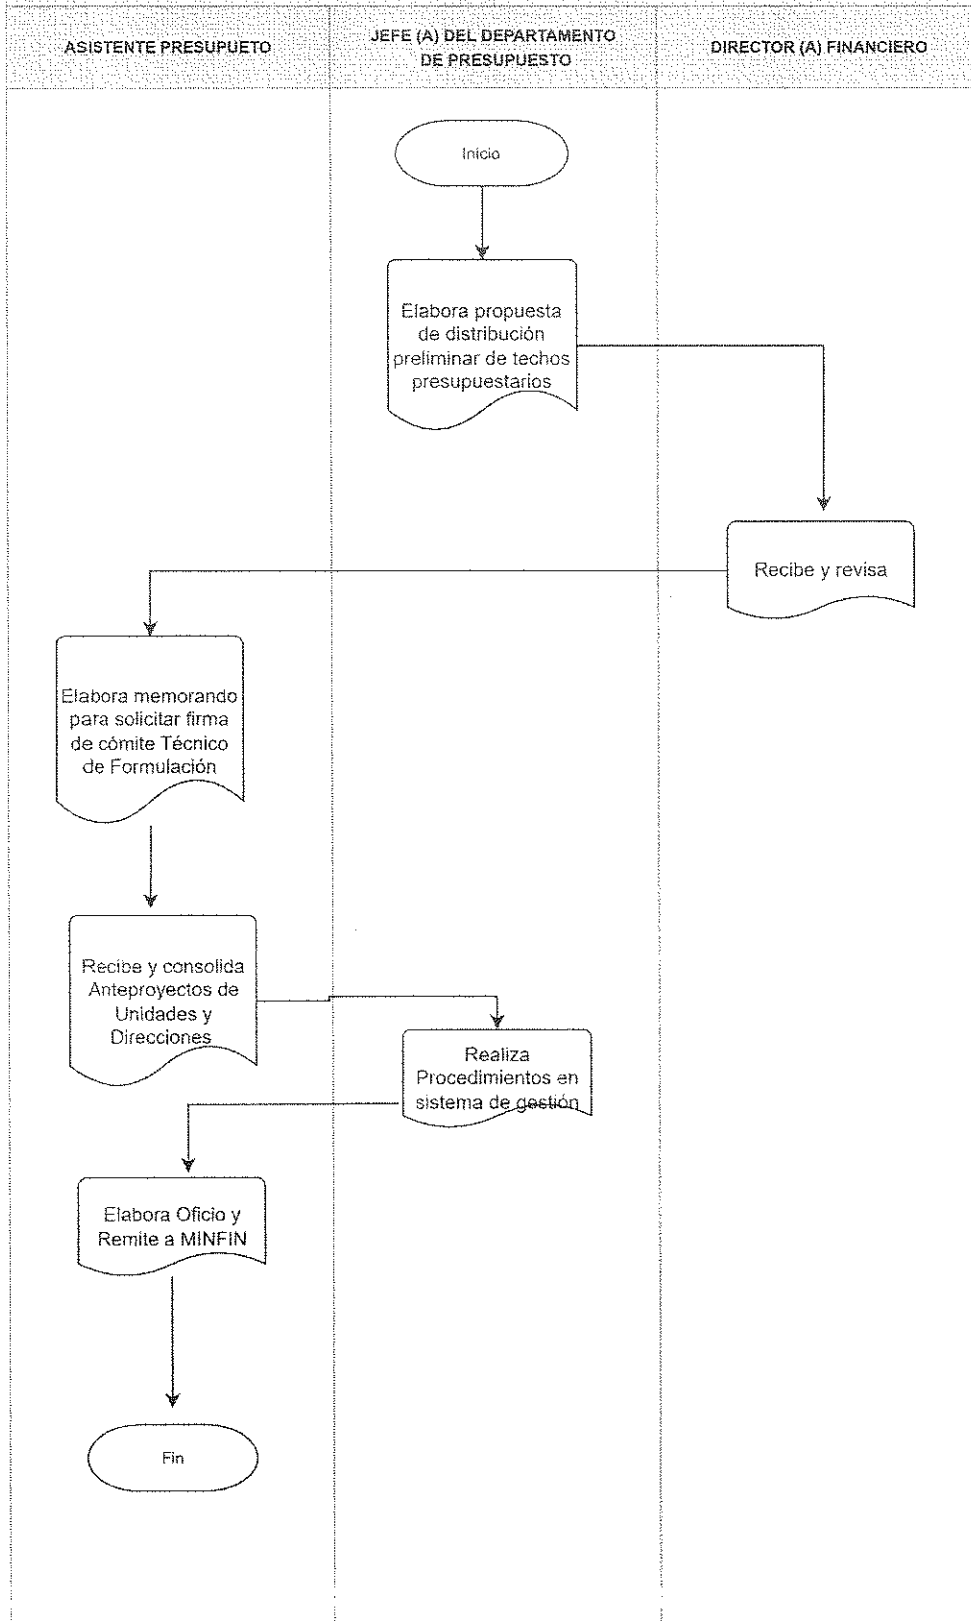 ASISTENTE PRESUPUETO
JEFE (A) DEL DEPARTAMENTO
DE PRESUPUESTO
DIRECTOR (A) FINANCIERO
Inicio
Elabora propuesta
de distribución
preliminar de techos
presupuestarios
Recibe y revisa
Elabora memorando
para solicitar firma
de cómite Técnico
de Formulación
Recibe y consolida
Anteproyectos de
Unidades y
Direcciones
Realiza
Procedimientos en
sistema de gestión
Elabora Oficio y
Remite a MINFIN
Fin